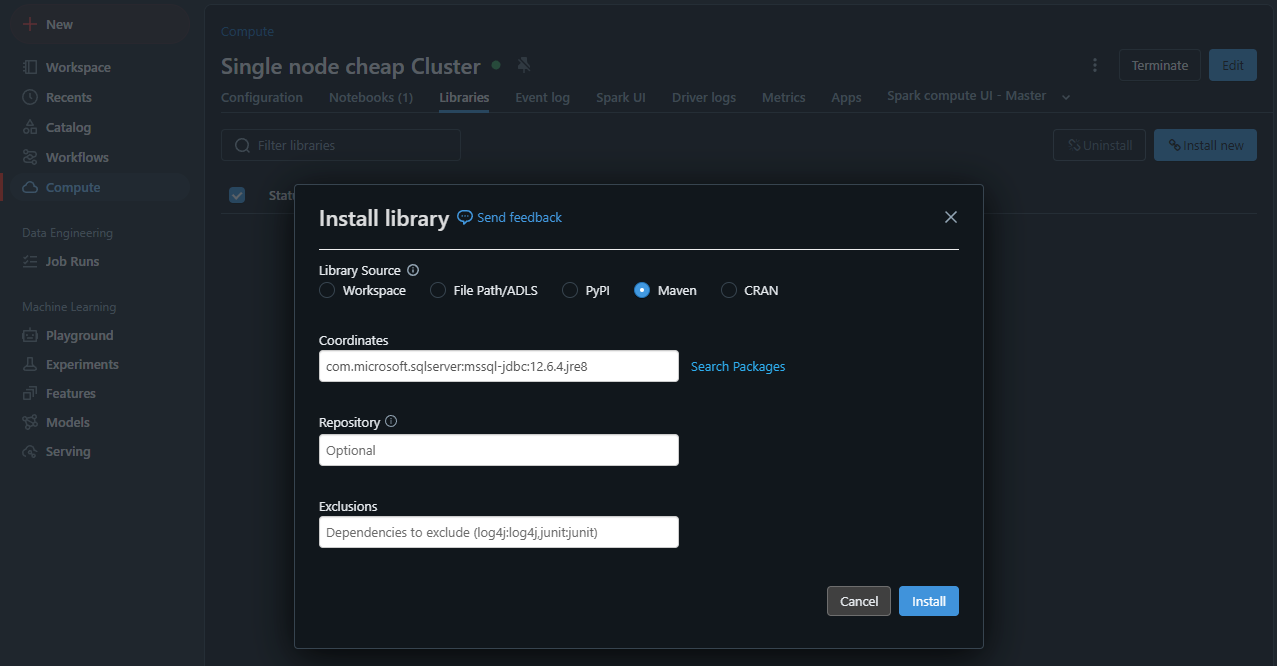 New
Workspace
Recents
Catalog
Workflows
Compute
Data Engineering
Job Runs
Machine Learning
Playground
Experiments
Features
Models
Serving
Compute
Single node cheap Cluster
Terminate
Edit
Configuration Notebooks (1) Libraries Event log Spark UI Driver logs Metrics Apps Spark compute UI - Master
Filter libraries
Uninstall
Install new
Install library Send feedback
Library Source
Workspace File Path/ADLS PyPI Maven CRAN
Coordinates
com.microsoft.sqlserver:mssql-jdbc:12.6.4.jre8 Search Packages
Repository
Optional
Exclusions
Dependencies to exclude (log4j:log4j,junit:junit)
Cancel Install